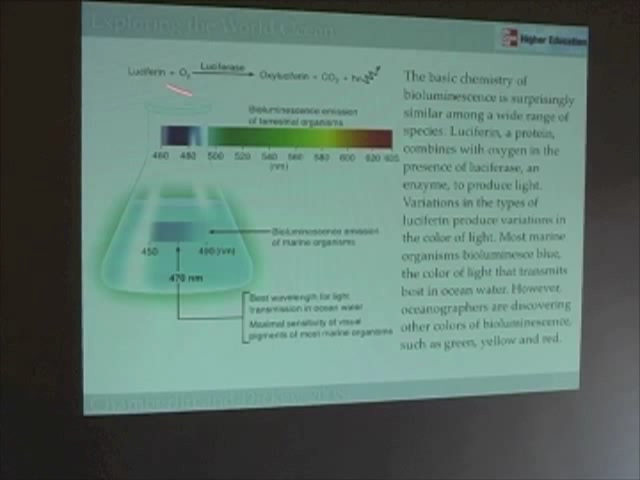 Exploring the World Ocean
Higher Education
Luciferin + O₂
Luciferase
Oxyluciferin + CO₂ + hν
Bioluminescence emission
of terrestrial organisms
460 480 500 520 540 560 580 600 620
(nm)
Bioluminescence emission
of marine organisms
450 490 (nm)
470 nm
Best wavelength for light
transmission in ocean water
Maximal sensitivity of visual
pigments of most marine organisms
The basic chemistry of
bioluminescence is surprisingly
similar among a wide range of
species. Luciferin, a protein,
combines with oxygen in the
presence of luciferase, an
enzyme, to produce light.
Variations in the types of
luciferin produce variations in
the color of light. Most marine
organisms bioluminesce blue,
the color of light that transmits
best in ocean water. However,
oceanographers are discovering
other colors of bioluminescence,
such as green, yellow and red.